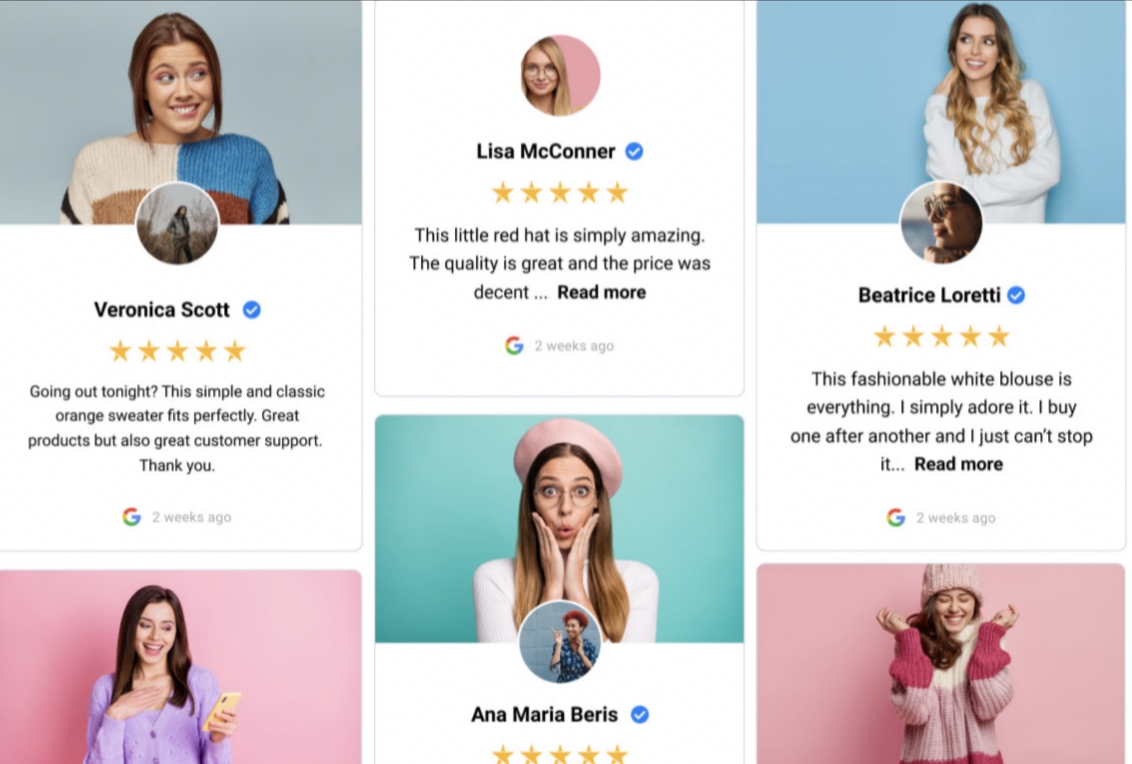 Veronica Scott
Going out tonight? This simple and classic
orange sweater fits perfectly. Great
products but also great customer support.
Thank you.
G 2 weeks ago
Lisa McConner
This little red hat is simply amazing.
The quality is great and the price was
decent ... Read more
G 2 weeks ago
Ana Maria Beris
Beatrice Loretti
This fashionable white blouse is
everything. I simply adore it. I buy
one after another and I just can’t stop
it... Read more
G 2 weeks ago